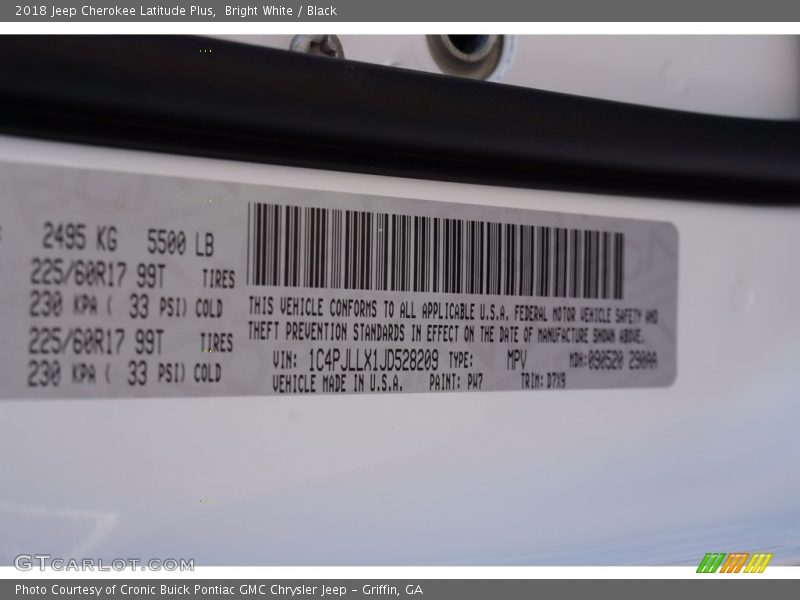 2018 Jeep Cherokee Latitude Plus, Bright White / Black
2495 KG 5500 LB
225/60R17 99T TIRES
230 KPA ( 33 PSI) COLD
225/60R17 99T TIRES
230 KPA ( 33 PSI) COLD
THIS VEHICLE CONFORMS TO ALL APPLICABLE U.S.A. FEDERAL MOTOR VEHICLE SAFETY AND
THEFT PREVENTION STANDARDS IN EFFECT ON THE DATE OF MANUFACTURE SHOWN ABOVE.
VIN: 1C4PJLLX1JD528209 TYPE: MPV MDH:090520 290AA
VEHICLE MADE IN U.S.A. PAINT: PW7 TRIM: D7X9
GTCARLOT.COM
Photo Courtesy of Cronic Buick Pontiac GMC Chrysler Jeep - Griffin, GA